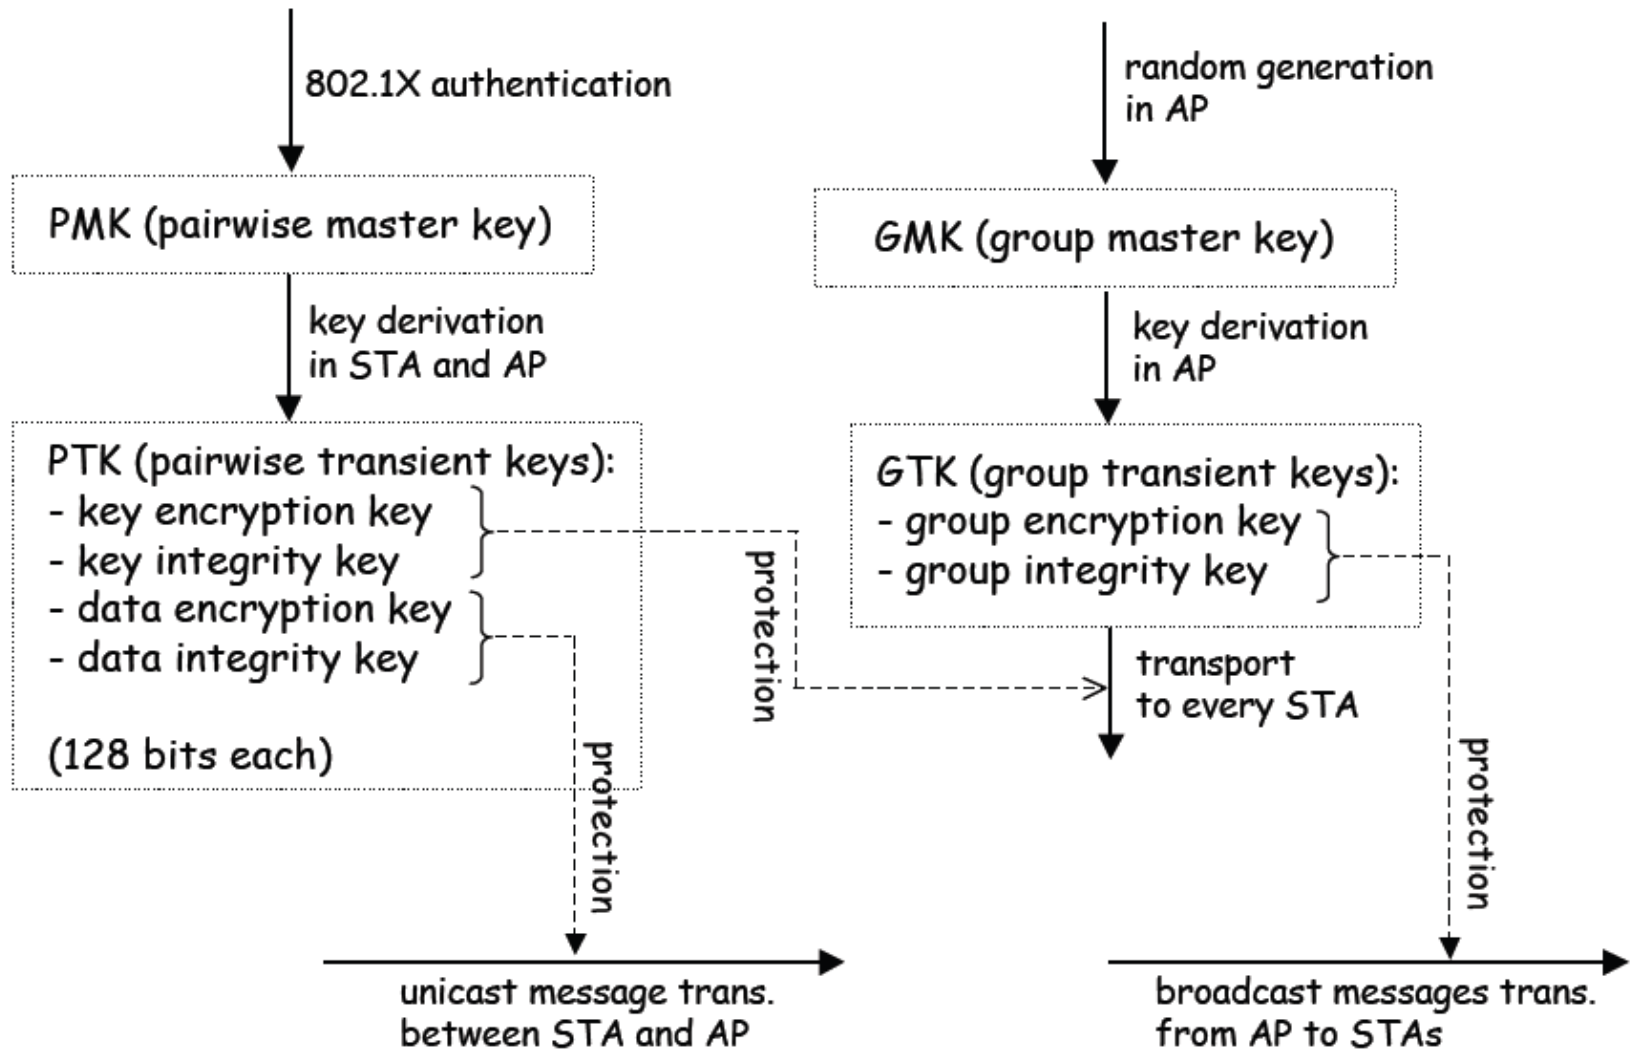 802.1X authentication
PMK (pairwise master key)
key derivation
in STA and AP
PTK (pairwise transient keys):
- key encryption key
- key integrity key
- data encryption key
- data integrity key
(128 bits each)
protection
unicast message trans.
between STA and AP
protection
random generation
in AP
GMK (group master key)
key derivation
in AP
GTK (group transient keys):
- group encryption key
- group integrity key
transport
to every STA
protection
broadcast messages trans.
from AP to STAs